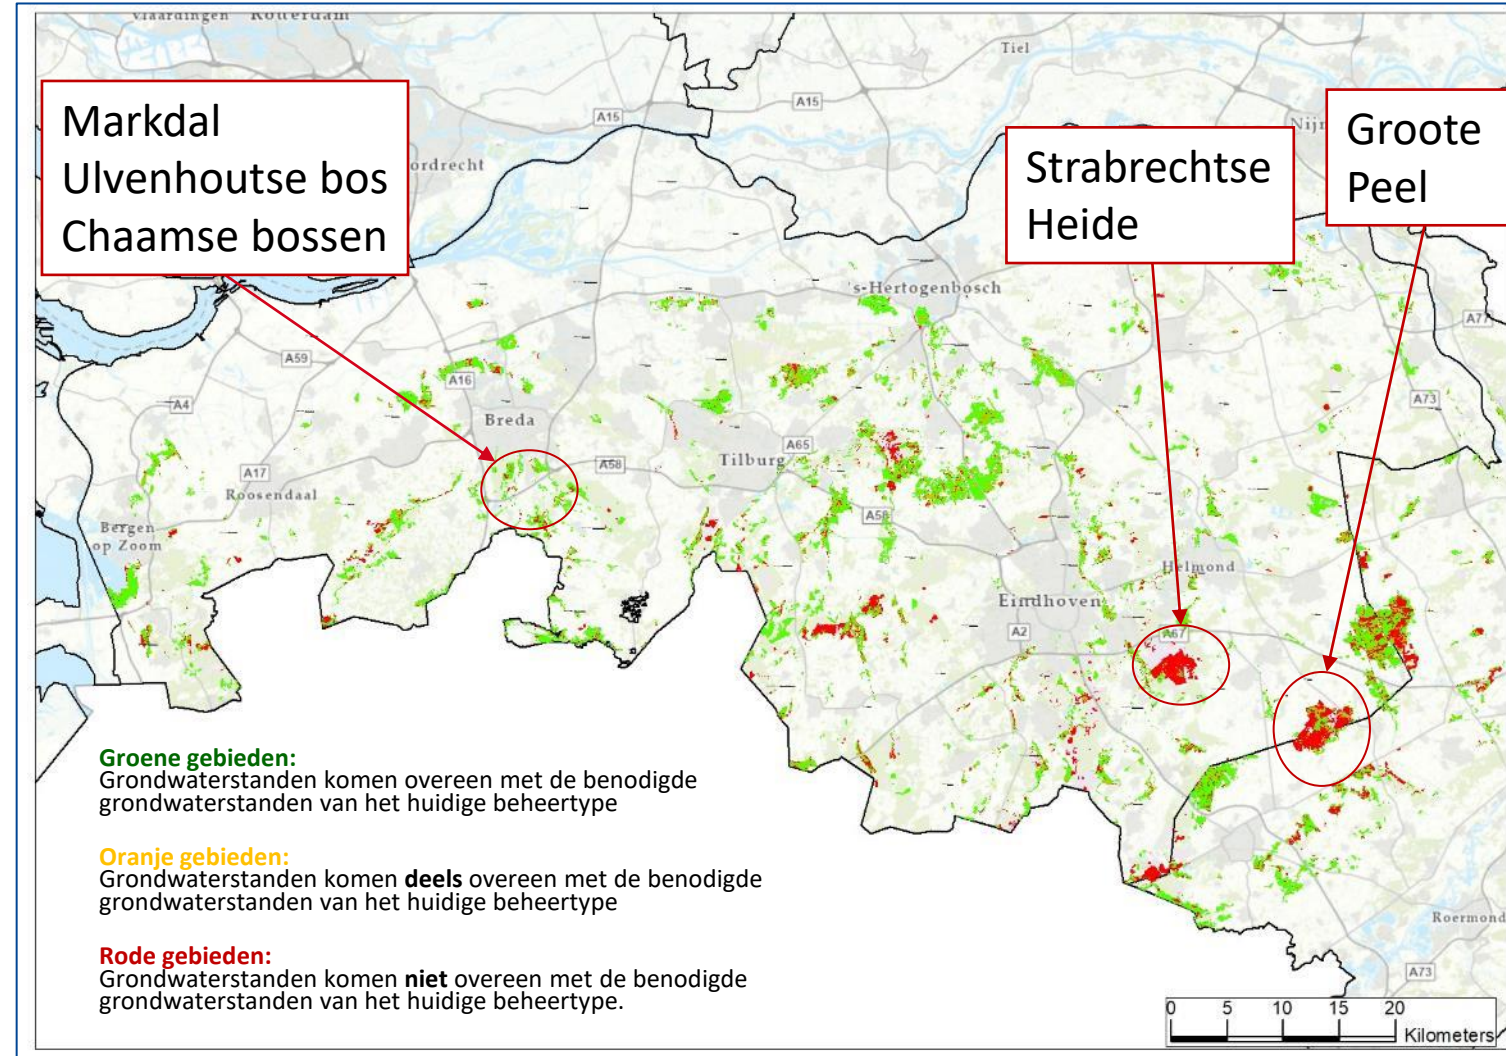 Vlaardingen Rotterdam
Tiel
A15
A15
Markdal
Ulvenhoutse bos
Chaamse bossen
Strabrechtse
Heide
Groote
Peel
Nij
ordrecht
's-Hertogenbosch
A77
A59
A16
A4
A73
Breda
A65
A58
Tilburg
A17
Roosendaal
A58
Bergen
op Zoom
Helmond
Eindhoven
A2
A67
Groene gebieden:
Grondwaterstanden komen overeen met de benodigde
grondwaterstanden van het huidige beheertype
Oranje gebieden:
Grondwaterstanden komen deels overeen met de benodigde
grondwaterstanden van het huidige beheertype
Roermond
Rode gebieden:
Grondwaterstanden komen niet overeen met de benodigde
grondwaterstanden van het huidige beheertype.
A73
0 5 10 15 20
Kilometers